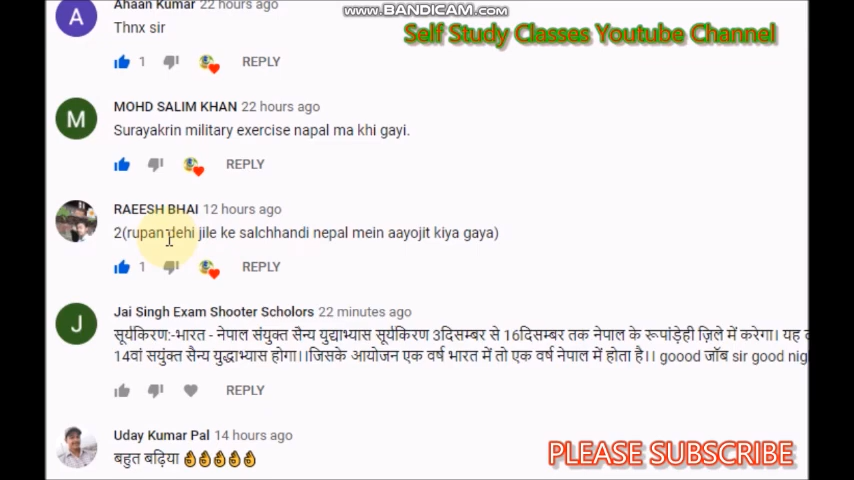 www.BANDICAM.com
Ahaan Kumar 22 hours ago
Self Study Classes Youtube Channel
Thnx sir
1 REPLY
M
MOHD SALIM KHAN 22 hours ago
Surayakrin military exercise napal ma khi gayi.
REPLY
RAEESH BHAI 12 hours ago
2(rupan dehi jile ke salchhandi nepal mein aayojit kiya gaya)
1 REPLY
J
Jai Singh Exam Shooter Scholors 22 minutes ago
सूर्यकिरण:-भारत - नेपाल संयुक्त सैन्य युद्याभ्यास सूर्यकिरण 3दिसम्बर से 16दिसम्बर तक नेपाल के रूपांड़ेही ज़िले में करेगा। यह
14वां सयुंक्त सैन्य युद्धाभ्यास होगा।।जिसके आयोजन एक वर्ष भारत में तो एक वर्ष नेपाल में होता है।। goood जॉब sir good nig
REPLY
Uday Kumar Pal 14 hours ago
बहुत बढ़िया 👌👌👌👌👌
PLEASE SUBSCRIBE
A